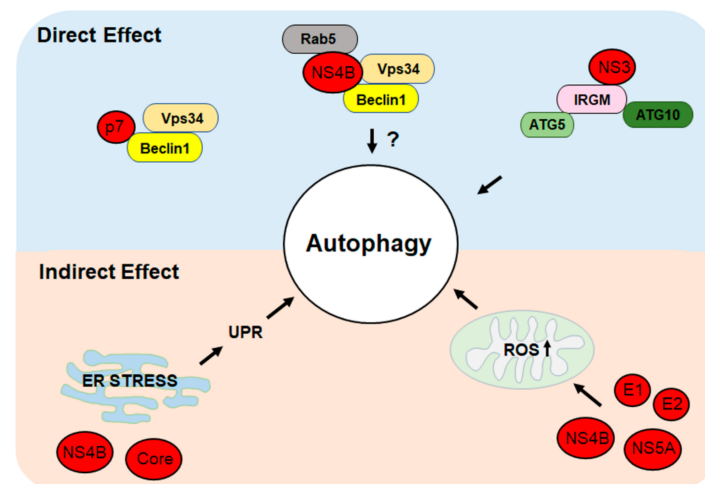 Direct Effect
Rab5
NS4B
Vps34
Beclin1
?
p7
Vps34
Beclin1
NS3
IRGM
ATG5
ATG10
Autophagy
Indirect Effect
UPR
ER STRESS
NS4B
Core
ROS
E1
E2
NS4B
NS5A